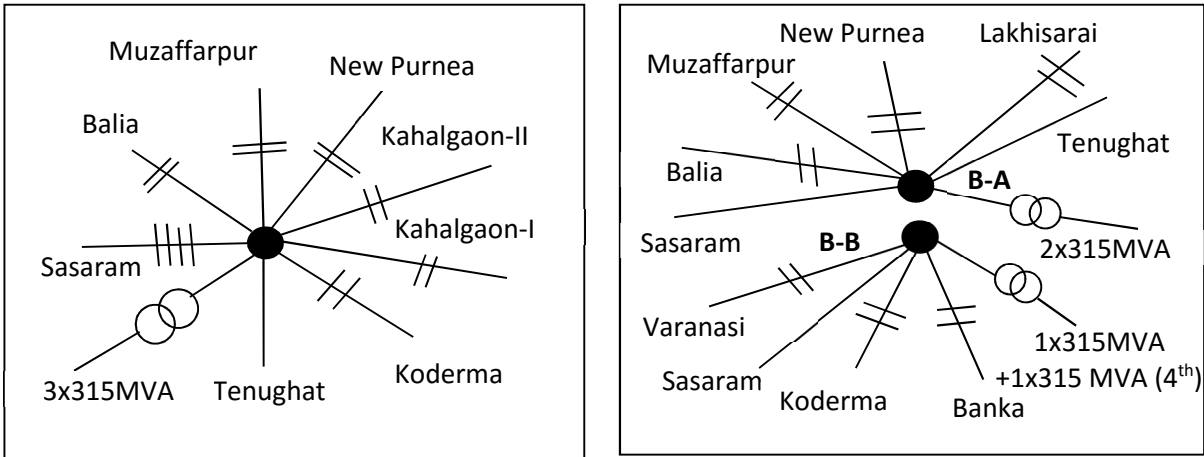 Muzaffarpur
New Purnea
Balia
Kahalgaon-II
Kahalgaon-I
Sasaram
3x315MVA
Tenughat
Koderma
New Purnea
Lakhisarai
Muzaffarpur
Tenughat
Balia
B-A
Sasaram
B-B
2x315MVA
Varanasi
1x315MVA
Sasaram
+1x315 MVA (4th)
Koderma
Banka